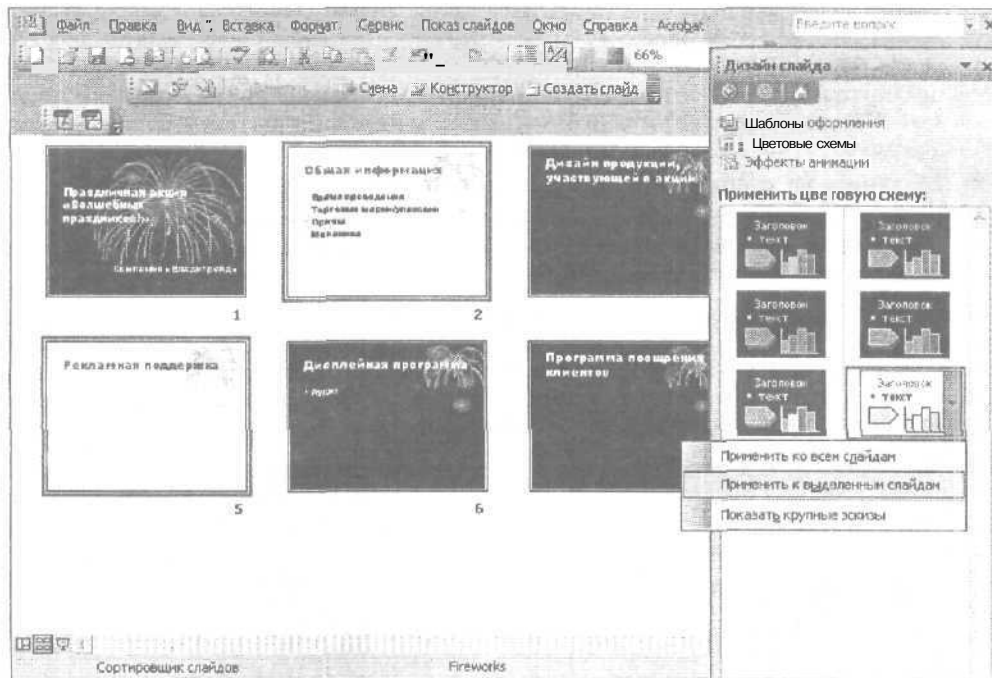 Файл Правка Вид Вставка Формат Сервис Показ слайдов Окно Справка Acrobat Введите вопрос
66%
Смена Конструктор Создать слайд
Дизайн слайда
Шаблоны оформления
Цветовые схемы
Эффекты анимации
Применить цветовую схему:
Праздничная акция
«Волшебных
праздников!»
Компания «Владитрейд»
1
Общая информация
Время проведения
Призы
Механика
2
Дизайн продукции,
участвующей в акции
Рекламная поддержка
5
Дисплейная программа
6
Программа поощрения
клиентов
Заголовок
• текст
Заголовок
• текст
Заголовок
• текст
Заголовок
• текст
Заголовок
• текст
Заголовок
• текст
Применить ко всем слайдам
Применить к выделенным слайдам
Показать крупные эскизы
Сортировщик слайдов Fireworks